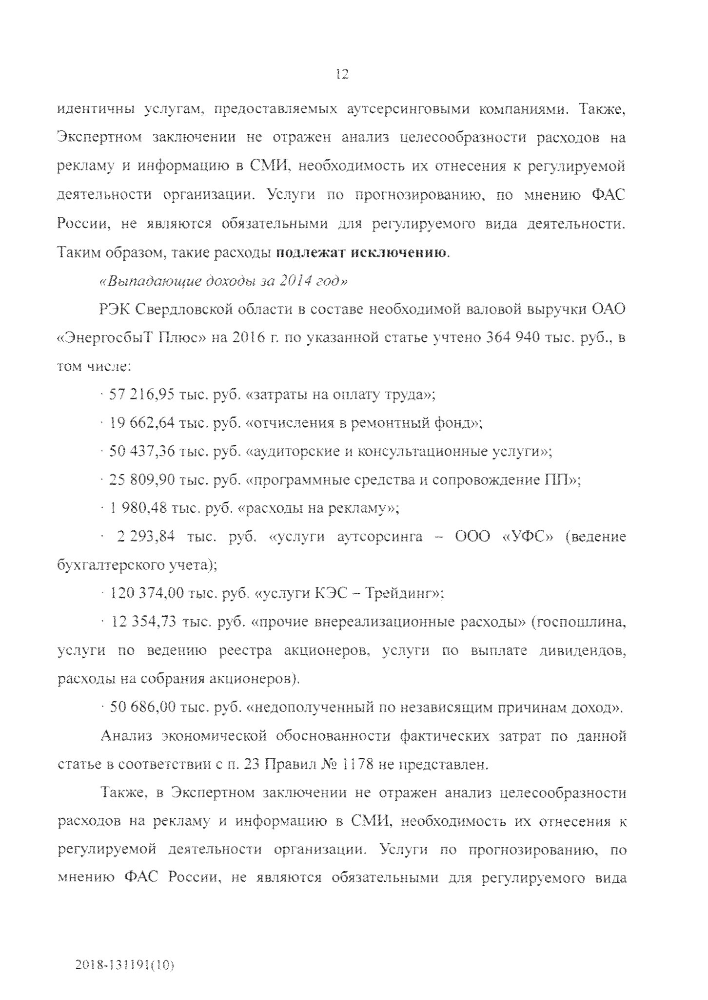 12
идентичны услугам, предоставляемых аутсерсинговыми компаниями. Также,
Экспертном заключении не отражен анализ целесообразности расходов на
рекламу и информацию в СМИ, необходимость их отнесения к регулируемой
деятельности организации. Услуги по прогнозированию, по мнению ФАС
России, не являются обязательными для регулируемого вида деятельности.
Таким образом, такие расходы подлежат исключению.
«Выпадающие доходы за 2014 год»
РЭК Свердловской области в составе необходимой валовой выручки ОАО
«ЭнергосбыТ Плюс» на 2016 г. по указанной статье учтено 364 940 тыс. руб., в
том числе:
· 57 216,95 тыс. руб. «затраты на оплату труда»;
· 19 662,64 тыс. руб. «отчисления в ремонтный фонд»;
· 50 437,36 тыс. руб. «аудиторские и консультационные услуги»;
· 25 809,90 тыс. руб. «программные средства и сопровождение ПП»;
· 1 980,48 тыс. руб. «расходы на рекламу»;
· 2 293,84 тыс. руб. «услуги аутсорсинга – ООО «УФС» (ведение
бухгалтерского учета);
· 120 374,00 тыс. руб. «услуги КЭС – Трейдинг»;
· 12 354,73 тыс. руб. «прочие внереализационные расходы» (госпошлина,
услуги по ведению реестра акционеров, услуги по выплате дивидендов,
расходы на собрания акционеров).
· 50 686,00 тыс. руб. «недополученный по независящим причинам доход».
Анализ экономической обоснованности фактических затрат по данной
статье в соответствии с п. 23 Правил № 1178 не представлен.
Также, в Экспертном заключении не отражен анализ целесообразности
расходов на рекламу и информацию в СМИ, необходимость их отнесения к
регулируемой деятельности организации. Услуги по прогнозированию, по
мнению ФАС России, не являются обязательными для регулируемого вида
2018-131191(10)